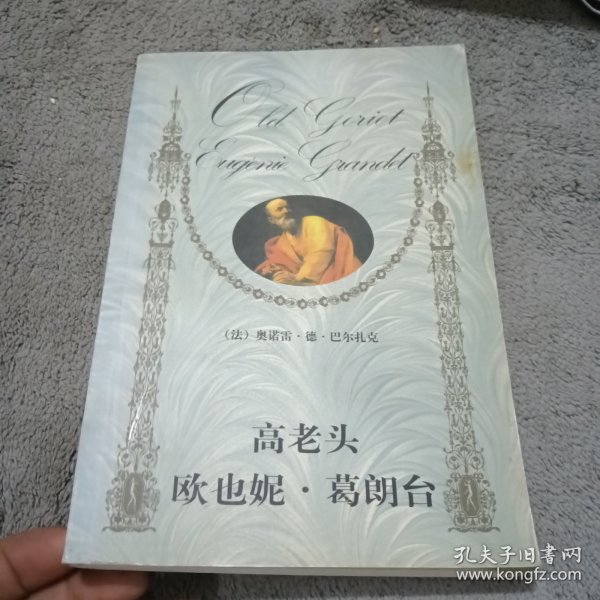 Old Goriot
Eugenie Grandet
（法）奥诺雷·德·巴尔扎克
高老头
欧也妮·葛朗台
孔夫子旧书网
www.kongfz.com